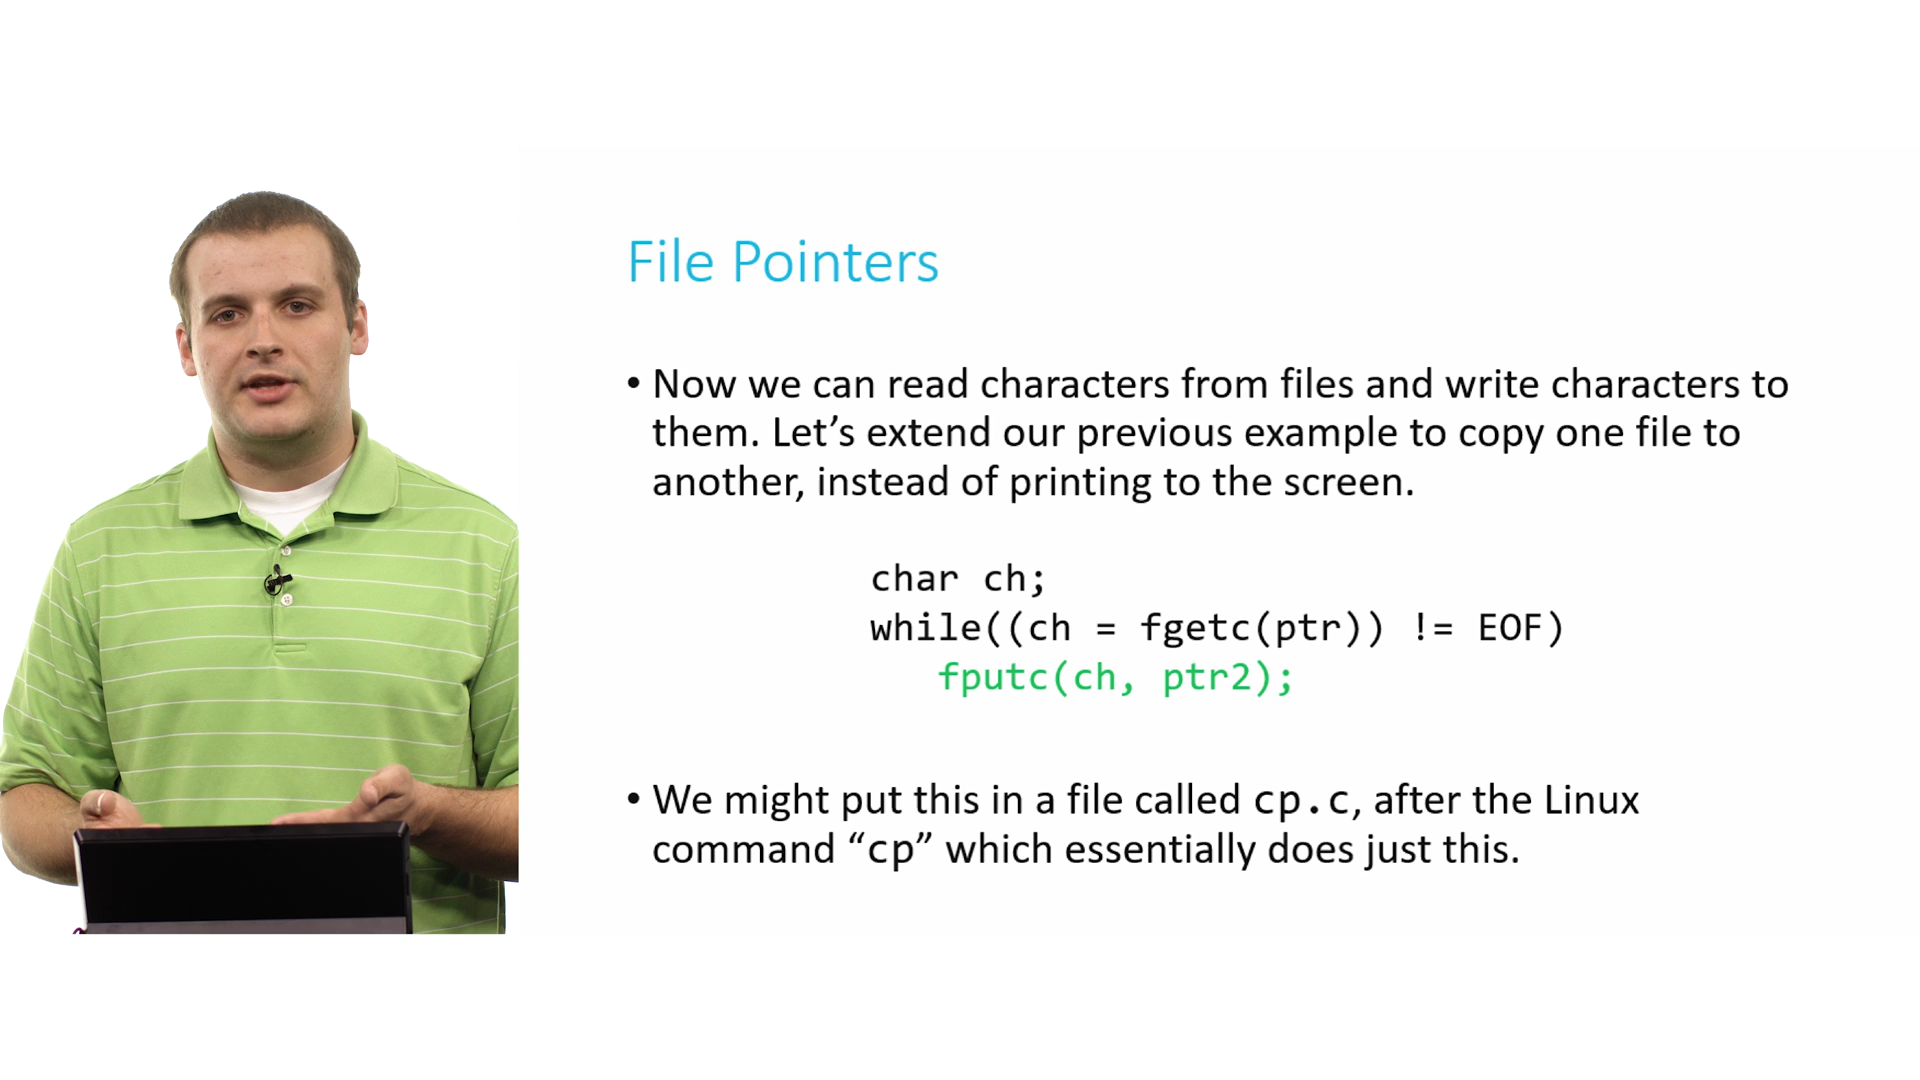 File Pointers
• Now we can read characters from files and write characters to
them. Let’s extend our previous example to copy one file to
another, instead of printing to the screen.
char ch;
while((ch = fgetc(ptr)) != EOF)
fputc(ch, ptr2);
• We might put this in a file called cp.c, after the Linux
command “cp” which essentially does just this.